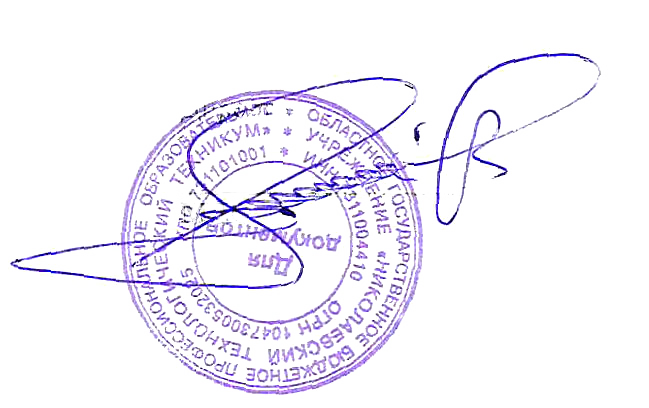 ОБЛАСТНОЕ ГОСУДАРСТВЕННОЕ БЮДЖЕТНОЕ ПРОФЕССИОНАЛЬНОЕ ОБРАЗОВАТЕЛЬНОЕ
УЧРЕЖДЕНИЕ «НИКОЛАЕВСКИЙ ТЕХНОЛОГИЧЕСКИЙ ТЕХНИКУМ»
* ИНН 7311004410
ОГРН 1047300532025
КПП 731101001 *
Для
документов